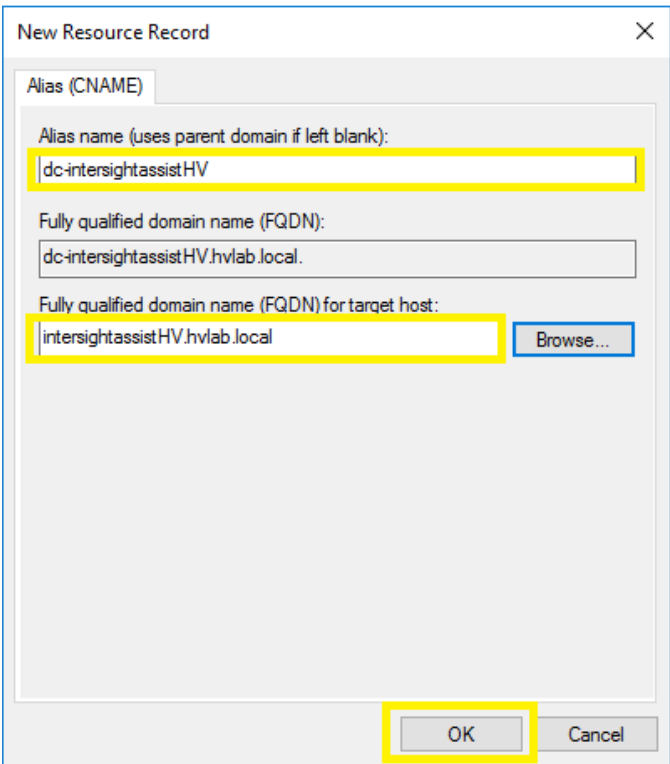 New Resource Record
Alias (CNAME)
Alias name (uses parent domain if left blank):
dc-intersightassistHV
Fully qualified domain name (FQDN):
dc-intersightassistHV.hvlab.local.
Fully qualified domain name (FQDN) for target host:
intersightassistHV.hvlab.local
Browse...
OK
Cancel